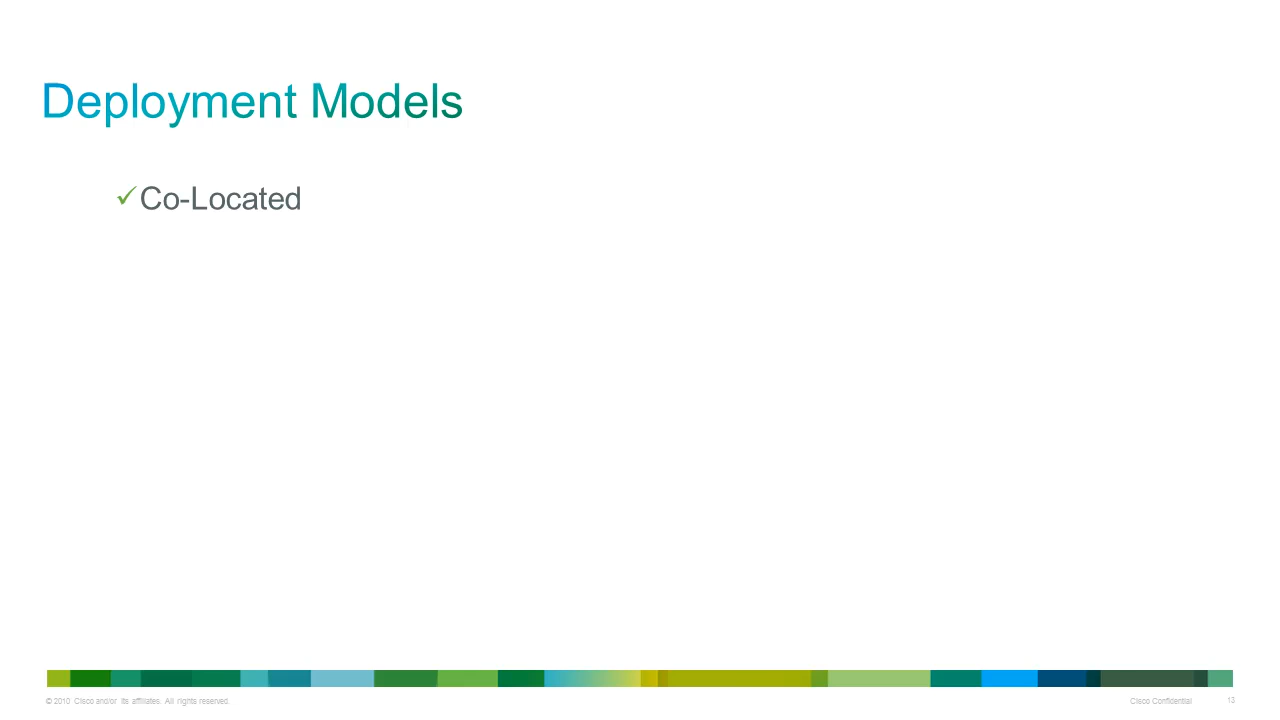 Deployment Models
✓Co-Located
© 2010 Cisco and/or its affiliates. All rights reserved.
Cisco Confidential
13